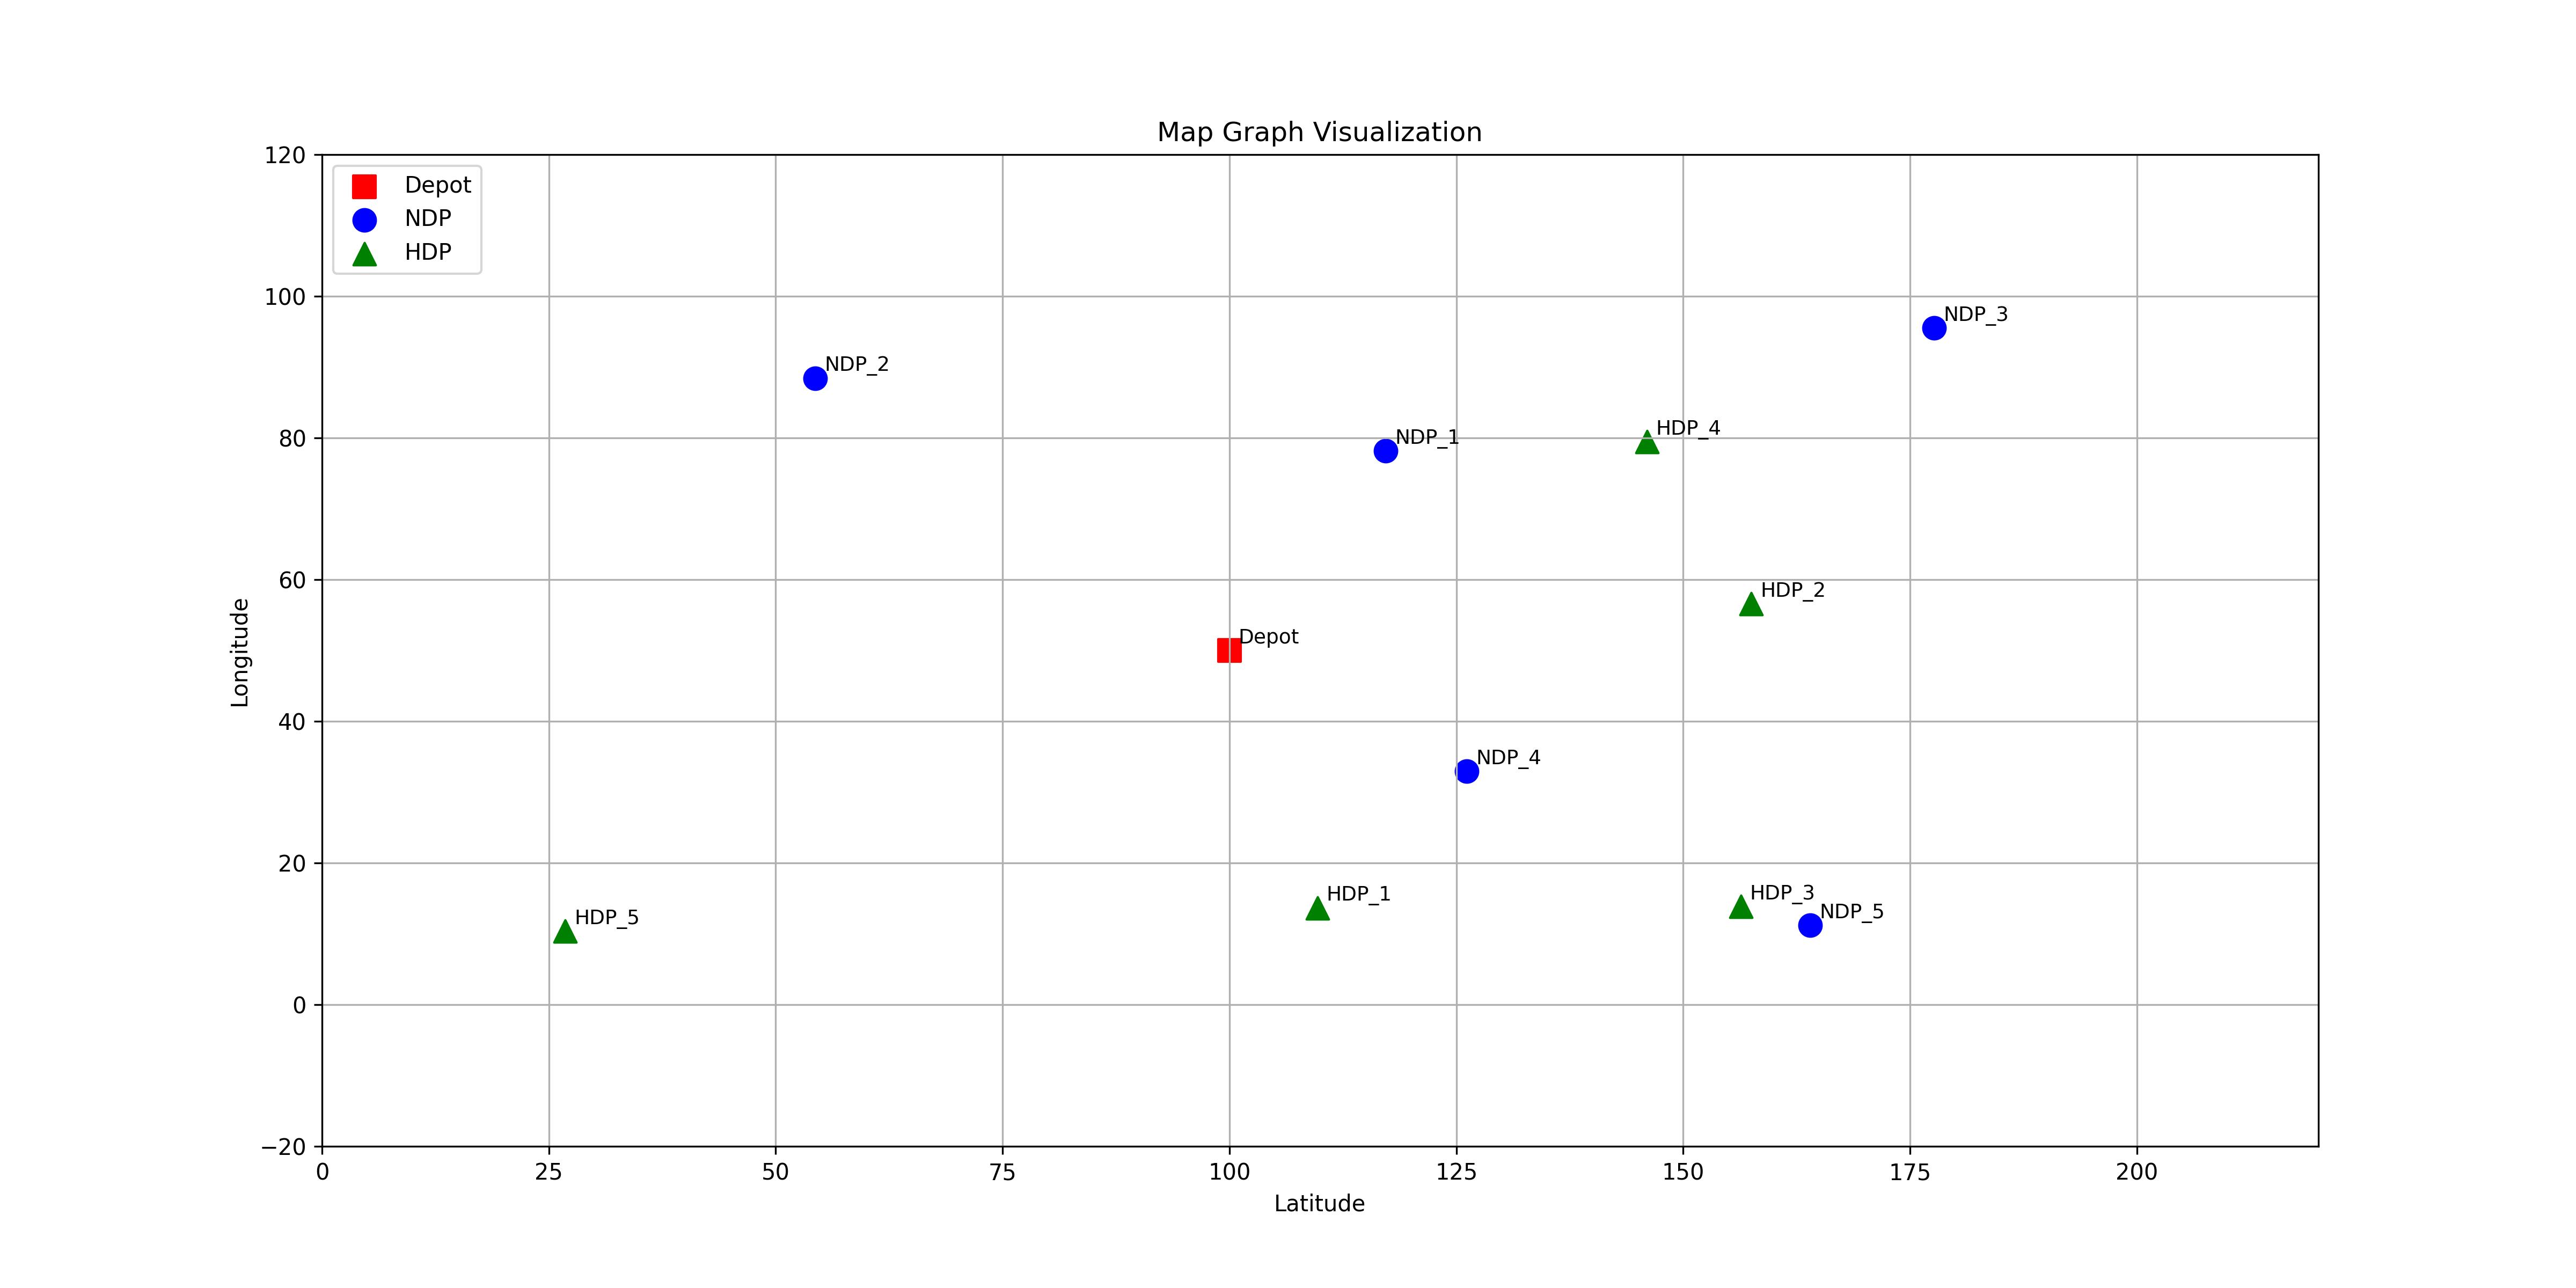 Map Graph Visualization
120
100
80
60
40
20
0
−20
Longitude
Depot
NDP
HDP
NDP_3
NDP_2
HDP_4
NDP_1
HDP_2
Depot
NDP_4
HDP_1
HDP_3
NDP_5
HDP_5
0 25 50 75 100 125 150 175 200
Latitude